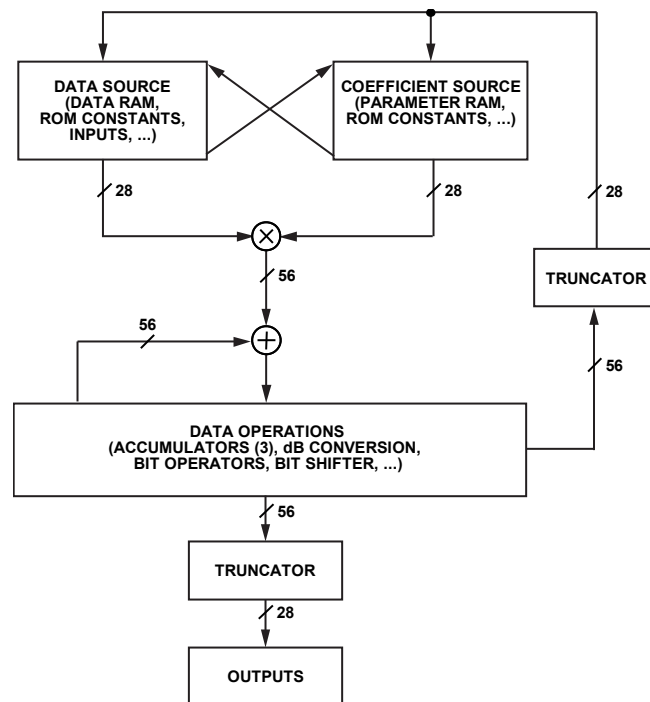 DATA SOURCE
(DATA RAM,
ROM CONSTANTS,
INPUTS, ...)
COEFFICIENT SOURCE
(PARAMETER RAM,
ROM CONSTANTS, ...)
28
28
28
56
TRUNCATOR
56
56
DATA OPERATIONS
(ACCUMULATORS (3), dB CONVERSION,
BIT OPERATORS, BIT SHIFTER, ...)
56
TRUNCATOR
28
OUTPUTS